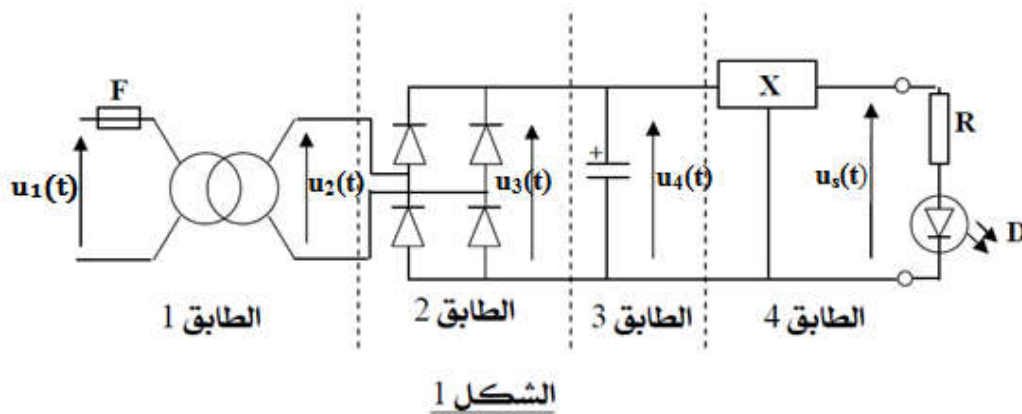 F
X
R
+
u₁(t)
u₂(t)
u₃(t)
u₄(t)
uₛ(t)
D
الطابق 1
الطابق 2
الطابق 3
الطابق 4
الشكل 1